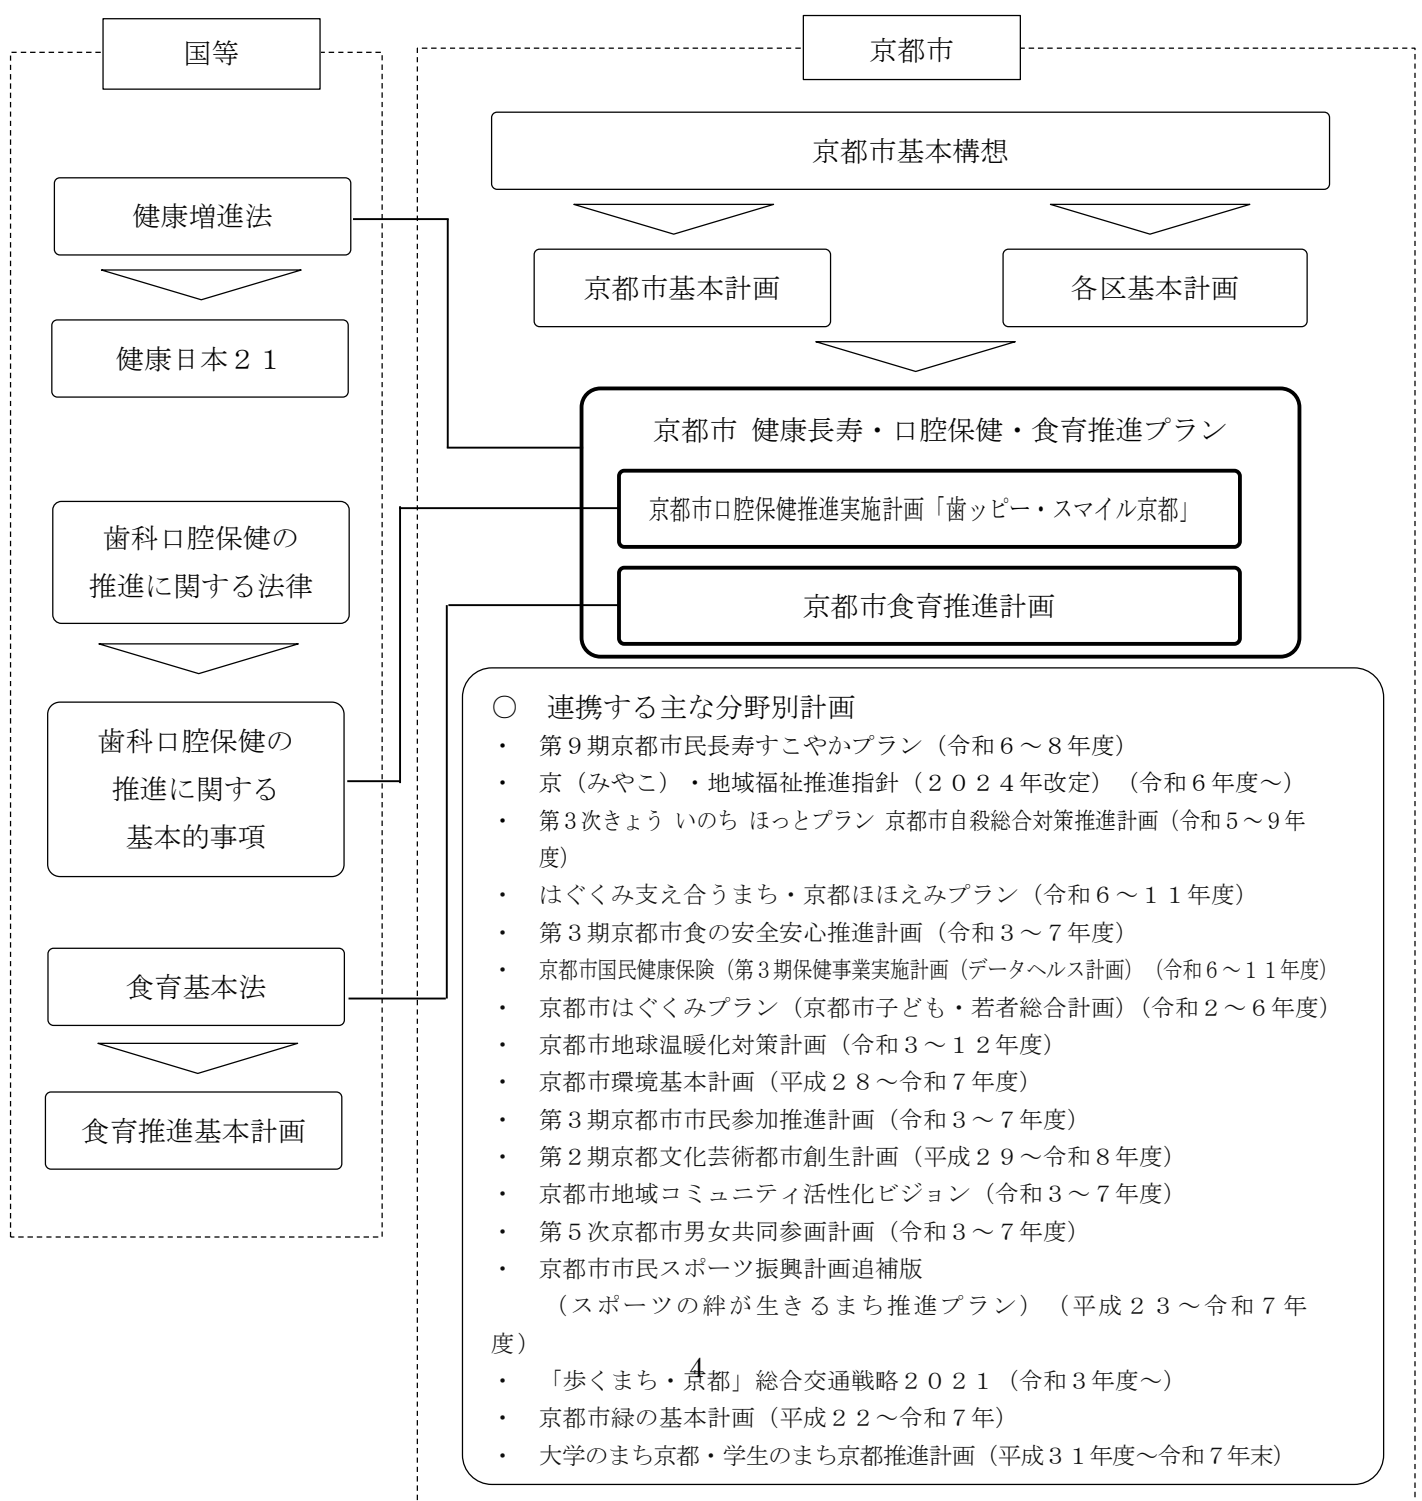 国等
健康増進法
健康日本２１
歯科口腔保健の
推進に関する法律
歯科口腔保健の
推進に関する
基本的事項
食育基本法
食育推進基本計画
京都市
京都市基本構想
京都市基本計画
各区基本計画
京都市 健康長寿・口腔保健・食育推進プラン
京都市口腔保健推進実施計画「歯ッピー・スマイル京都」
京都市食育推進計画
○　連携する主な分野別計画
・　第９期京都市民長寿すこやかプラン（令和６～８年度）
・　京（みやこ）・地域福祉推進指針（２０２４年改定）（令和６年度～）
・　第３次きょう いのち ほっとプラン 京都市自殺総合対策推進計画（令和５～９年
度）
・　はぐくみ支え合うまち・京都ほほえみプラン（令和６～１１年度）
・　第３期京都市食の安全安心推進計画（令和３～７年度）
・　京都市国民健康保険（第３期保健事業実施計画（データヘルス計画）（令和６～１１年度）
・　京都市はぐくみプラン（京都市子ども・若者総合計画）（令和２～６年度）
・　京都市地球温暖化対策計画（令和３～１２年度）
・　京都市環境基本計画（平成２８～令和７年度）
・　第３期京都市市民参加推進計画（令和３～７年度）
・　第２期京都文化芸術都市創生計画（平成２９～令和８年度）
・　京都市地域コミュニティ活性化ビジョン（令和３～７年度）
・　第５次京都市男女共同参画計画（令和３～７年度）
・　京都市市民スポーツ振興計画追補版
（スポーツの絆が生きるまち推進プラン）（平成２３～令和７年
度）
4
・　「歩くまち・京都」総合交通戦略２０２１（令和３年度～）
・　京都市緑の基本計画（平成２２～令和７年）
・　大学のまち京都・学生のまち京都推進計画（平成３１年度～令和７年末）